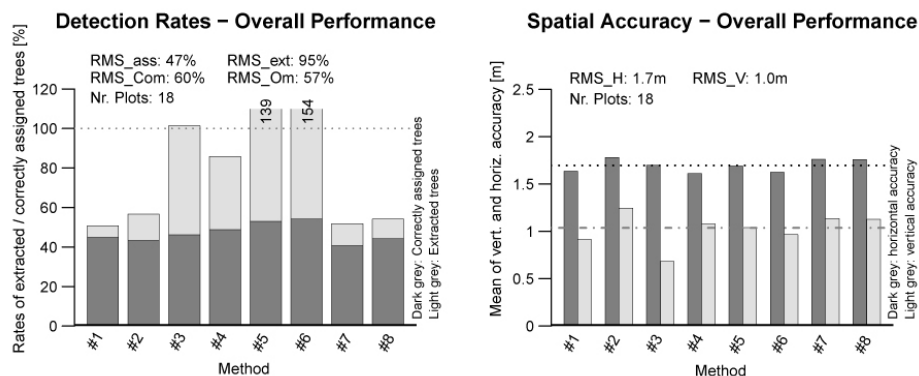 Detection Rates − Overall Performance
RMS_ass: 47% RMS_ext: 95%
RMS_Com: 60% RMS_Om: 57%
Nr. Plots: 18
Rates of extracted / correctly assigned trees [%]
120
100
80
60
40
20
0
139
154
#1 #2 #3 #4 #5 #6 #7 #8
Method
Dark grey: Correctly assigned trees
Light grey: Extracted trees
Spatial Accuracy − Overall Performance
RMS_H: 1.7m RMS_V: 1.0m
Nr. Plots: 18
Mean of vert. and horiz. accuracy [m]
2.5
2
1.5
1
0.5
0
#1 #2 #3 #4 #5 #6 #7 #8
Method
Dark grey: horizontal accuracy
Light grey: vertical accuracy